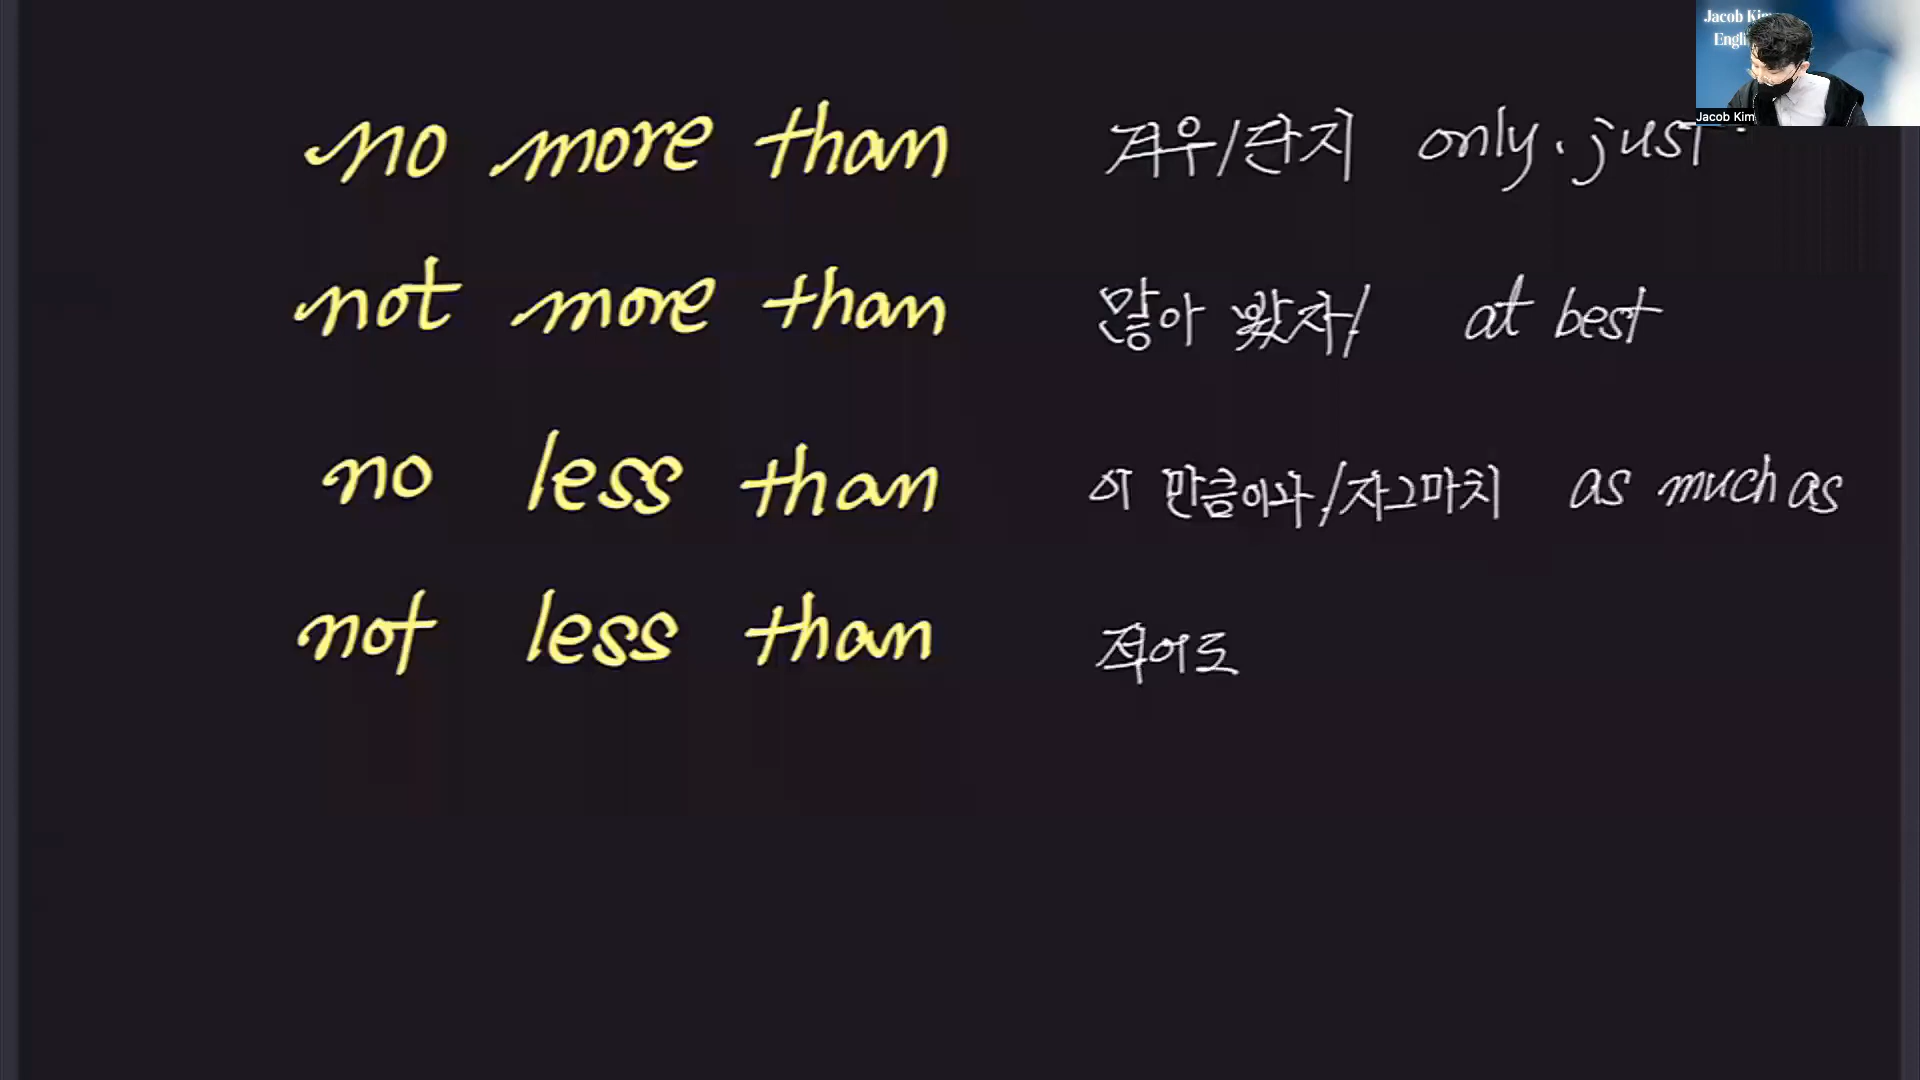 Jacob Kim
Engli
Jacob Kim
no more than 겨우/단지 only. just.
not more than 많아 봤자/ at best
no less than 이 만큼이나/자그마치 as much as
not less than 적어도